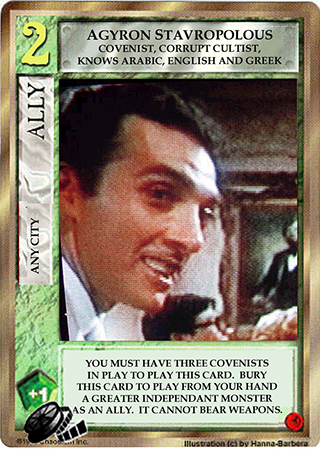 2
AGYRON STAVROPOLOUS
COVENIST, CORRUPT CULTIST,
KNOWS ARABIC, ENGLISH AND GREEK
ALLY
ANY CITY
YOU MUST HAVE THREE COVENISTS
IN PLAY TO PLAY THIS CARD. BURY
THIS CARD TO PLAY FROM YOUR HAND
A GREATER INDEPENDANT MONSTER
AS AN ALLY. IT CANNOT BEAR WEAPONS.
+1
Inc.
Illustration (c) by Hanna-Barbera